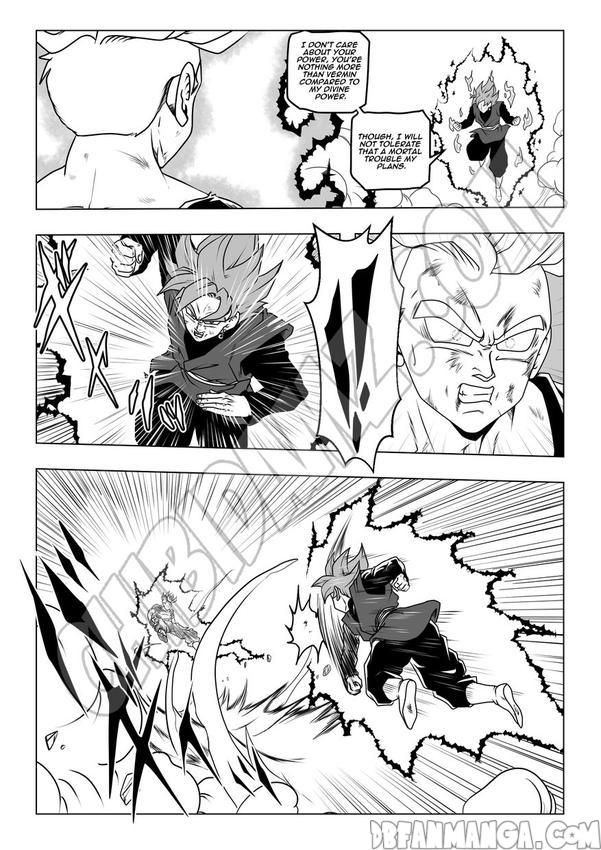 I DON'T CARE
ABOUT YOUR
POWER, YOU'RE
NOTHING MORE
THAN VERMIN
COMPARED TO
MY DIVINE
POWER.
THOUGH, I WILL
NOT TOLERATE
THAT A MORTAL
TROUBLE MY
PLANS.
!!
DBFANMANGA.COM